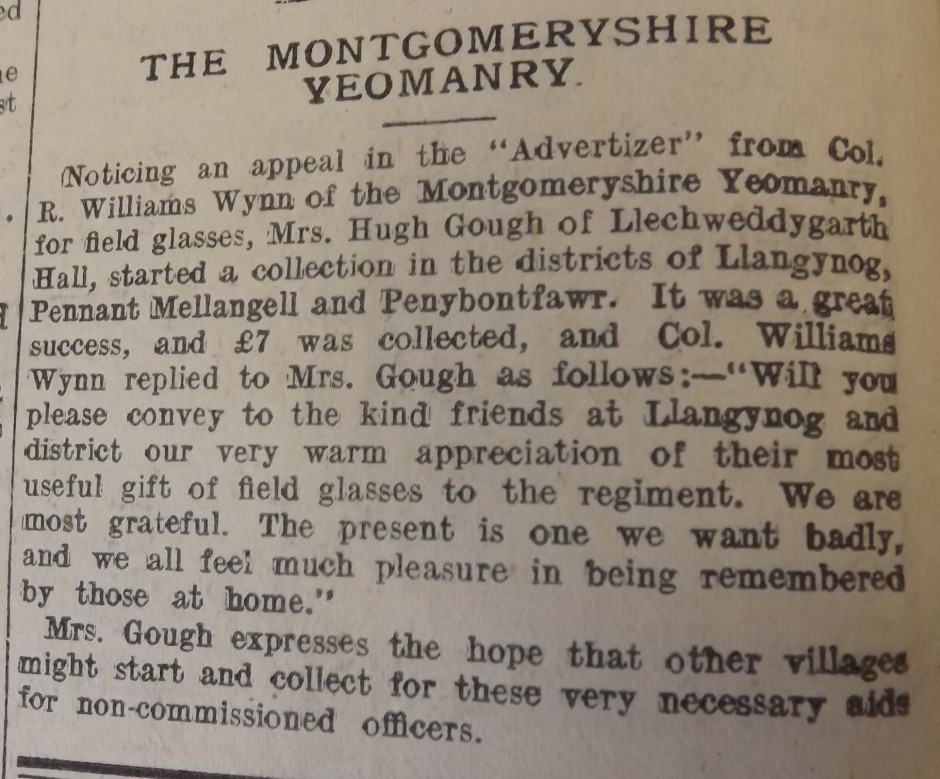 THE MONTGOMERYSHIRE
YEOMANRY.
Noticing an appeal in the "Advertizer" from Col.
R. Williams Wynn of the Montgomeryshire Yeomanry,
for field glasses, Mrs. Hugh Gough of Llechweddygarth
Hall, started a collection in the districts of Llangynog,
Pennant Mellangell and Penybontfawr. It was a great
success, and £7 was collected, and Col. Williams
Wynn replied to Mrs. Gough as follows:—"Will you
please convey to the kind friends at Llangynog and
district our very warm appreciation of their most
useful gift of field glasses to the regiment. We are
most grateful. The present is one we want badly,
and we all feel much pleasure in being remembered
by those at home."
Mrs. Gough expresses the hope that other villages
might start and collect for these very necessary aids
for non-commissioned officers.